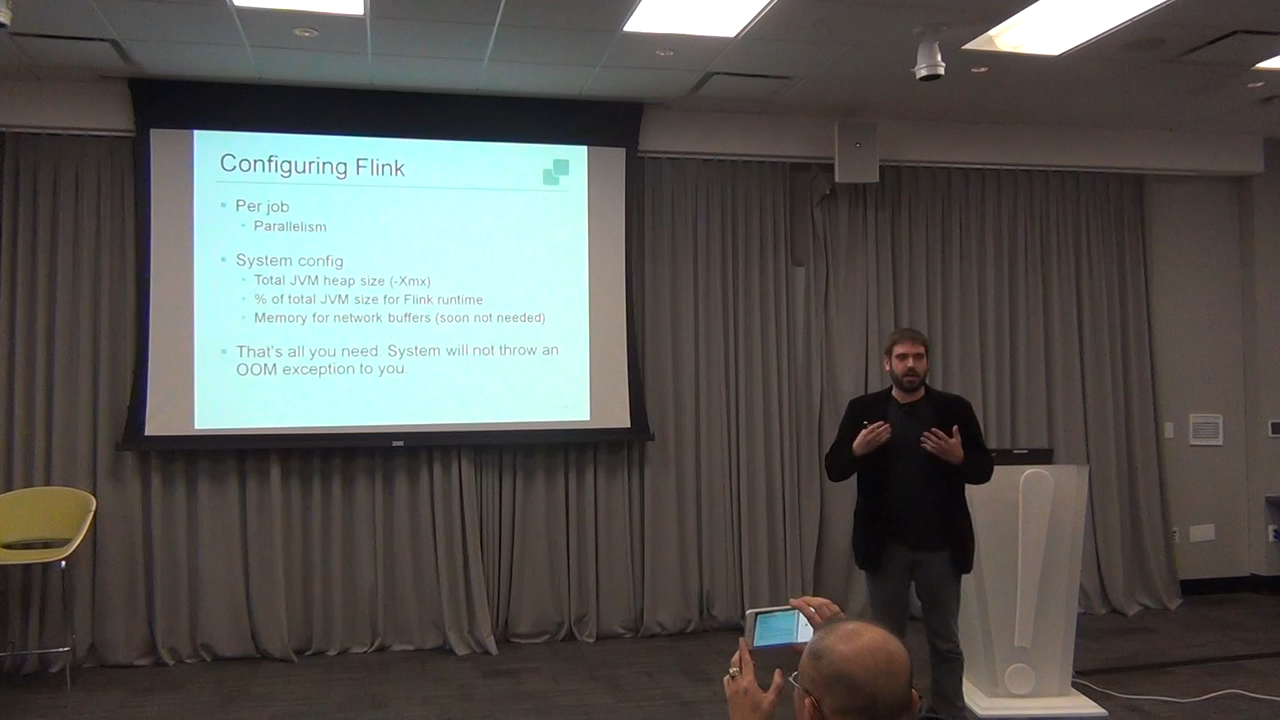 Configuring Flink
Per job
Parallelism
System config
Total JVM heap size (-Xmx)
% of total JVM size for Flink runtime
Memory for network buffers (soon not needed)
That's all you need. System will not throw an
OOM exception to you.